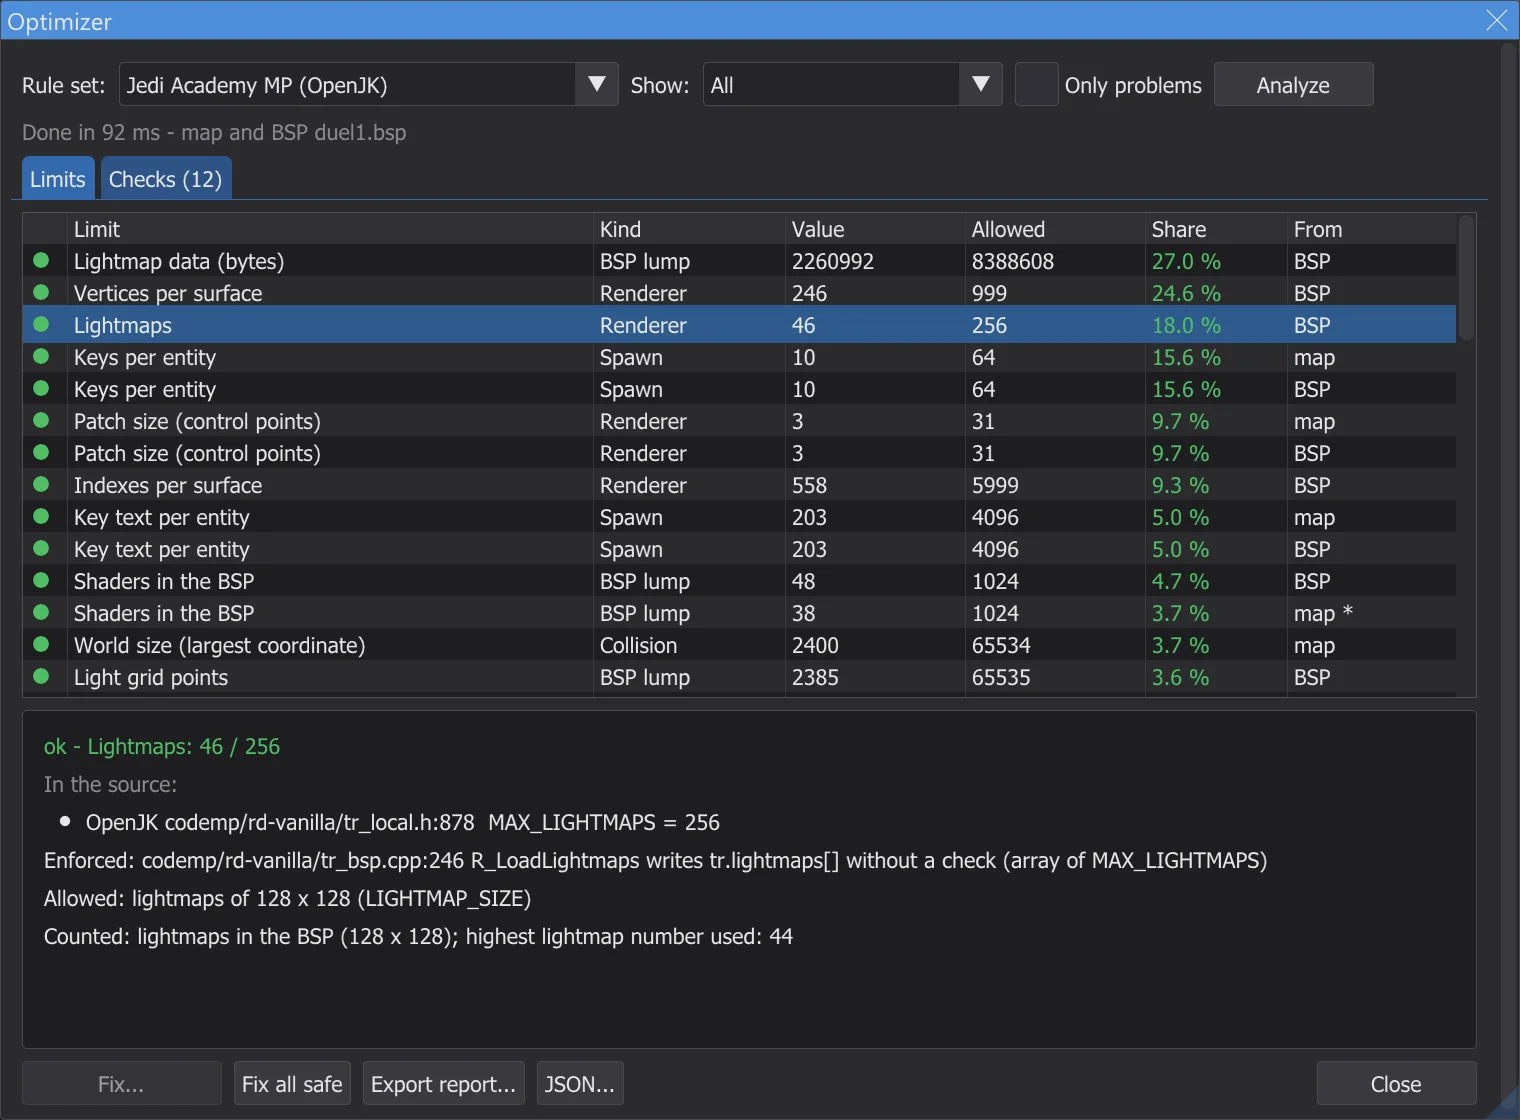 Optimizer
Rule set: Jedi Academy MP (OpenJK) Show: All Only problems Analyze
Done in 92 ms - map and BSP duel1.bsp
Limits Checks (12)
Limit Kind Value Allowed Share From
Lightmap data (bytes) BSP lump 2260992 8388608 27.0 % BSP
Vertices per surface Renderer 246 999 24.6 % BSP
Lightmaps Renderer 46 256 18.0 % BSP
Keys per entity Spawn 10 64 15.6 % map
Keys per entity Spawn 10 64 15.6 % BSP
Patch size (control points) Renderer 3 31 9.7 % map
Patch size (control points) Renderer 3 31 9.7 % BSP
Indexes per surface Renderer 558 5999 9.3 % BSP
Key text per entity Spawn 203 4096 5.0 % map
Key text per entity Spawn 203 4096 5.0 % BSP
Shaders in the BSP BSP lump 48 1024 4.7 % BSP
Shaders in the BSP BSP lump 38 1024 3.7 % map *
World size (largest coordinate) Collision 2400 65534 3.7 % map
Light grid points BSP lump 2385 65535 3.6 % BSP
ok - Lightmaps: 46 / 256
In the source:
• OpenJK codemp/rd-vanilla/tr_local.h:878 MAX_LIGHTMAPS = 256
Enforced: codemp/rd-vanilla/tr_bsp.cpp:246 R_LoadLightmaps writes tr.lightmaps[] without a check (array of MAX_LIGHTMAPS)
Allowed: lightmaps of 128 x 128 (LIGHTMAP_SIZE)
Counted: lightmaps in the BSP (128 x 128); highest lightmap number used: 44
Fix... Fix all safe Export report... JSON... Close